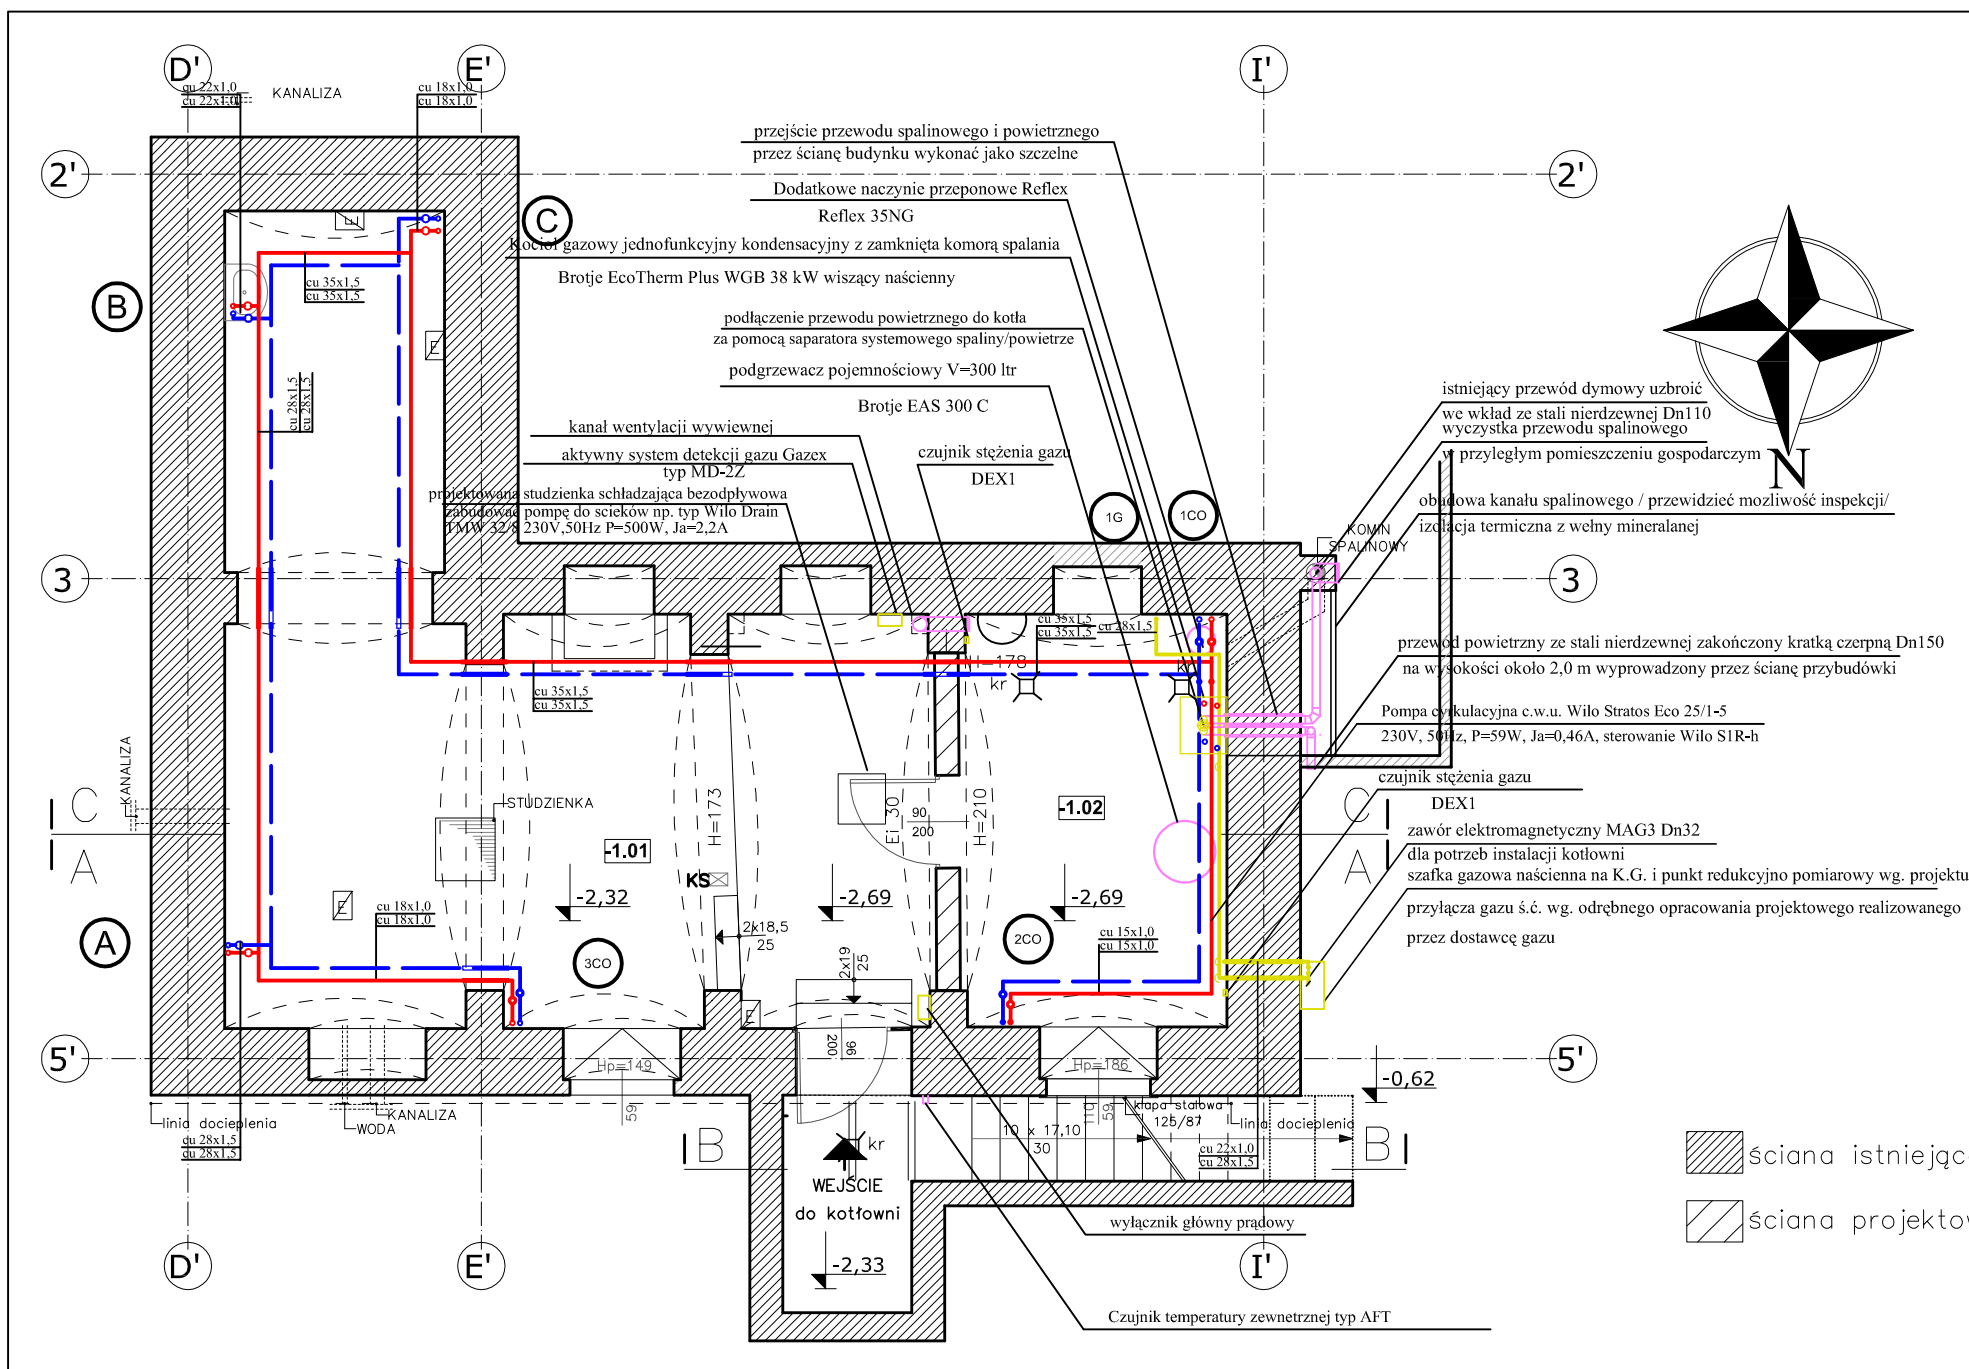 D'
E'
I'
cu 22x1,0
cu 22x1,0
KANALIZA
cu 18x1,0
cu 18x1,0
2'
2'
C
B
przejście przewodu spalinowego i powietrznego
przez ścianę budynku wykonać jako szczelne
Dodatkowe naczynie przeponowe Reflex
Reflex 35NG
Kocioł gazowy jednofunkcyjny kondensacyjny z zamknięta komorą spalania
Brotje EcoTherm Plus WGB 38 kW wiszący naścienny
E
cu 35x1,5
cu 35x1,5
E
podłączenie przewodu powietrznego do kotła
za pomocą saparatora systemowego spaliny/powietrze
podgrzewacz pojemnościowy V=300 ltr
Brotje EAS 300 C
cu 28x1,5
cu 28x1,5
kanał wentylacji wywiewnej
aktywny system detekcji gazu Gazex
typ MD-2Z
czujnik stężenia gazu
DEX1
projektowana studzienka schładzająca bezodpływowa
zabudować pompę do scieków np. typ Wilo Drain
TMW 32/8 230V,50Hz P=500W, Ja=2,2A
1G
1CO
N
istniejący przewód dymowy uzbroić
we wkład ze stali nierdzewnej Dn110
wyczystka przewodu spalinowego
w przyległym pomieszczeniu gospodarczym
obudowa kanału spalinowego / przewidzieć mozliwość inspekcji/
izolacja termiczna z wełny mineralanej
KOMIN
SPALINOWY
3
3
cu 35x1,5
cu 35x1,5
cu 28x1,5
H=178
kr
kr
cu 35x1,5
cu 35x1,5
przewód powietrzny ze stali nierdzewnej zakończony kratką czerpną Dn150
na wysokości około 2,0 m wyprowadzony przez ścianę przybudówki
Pompa cyrkulacyjna c.w.u. Wilo Stratos Eco 25/1-5
230V, 50Hz, P=59W, Ja=0,46A, sterowanie Wilo S1R-h
czujnik stężenia gazu
DEX1
zawór elektromagnetyczny MAG3 Dn32
dla potrzeb instalacji kotłowni
szafka gazowa naścienna na K.G. i punkt redukcyjno pomiarowy wg. projektu
przyłącza gazu ś.ć. wg. odrębnego opracowania projektowego realizowanego
przez dostawcę gazu
KANALIZA
C
A
STUDZIENKA
H=173
Ei 30
90
200
H=210
-1.01
-1.02
C
A
KS
-2,32
-2,69
-2,69
E
cu 18x1,0
cu 18x1,0
2x18,5
25
2x19
25
A
3CO
2CO
cu 15x1,0
cu 15x1,0
E
96
200
5'
5'
Hp=149
59
Hp=186
110
59
-0,62
linia docieplenia
WODA
KANALIZA
cu 28x1,5
cu 28x1,5
klapa stalowa
125/87
linia docieplenia
10 x 17,10
30
cu 22x1,0
cu 28x1,5
B
B
kr
WEJŚCIE
do kotłowni
-2,33
wyłącznik główny prądowy
Czujnik temperatury zewnetrznej typ AFT
ściana istniejąc
ściana projekto
D'
E'
I'